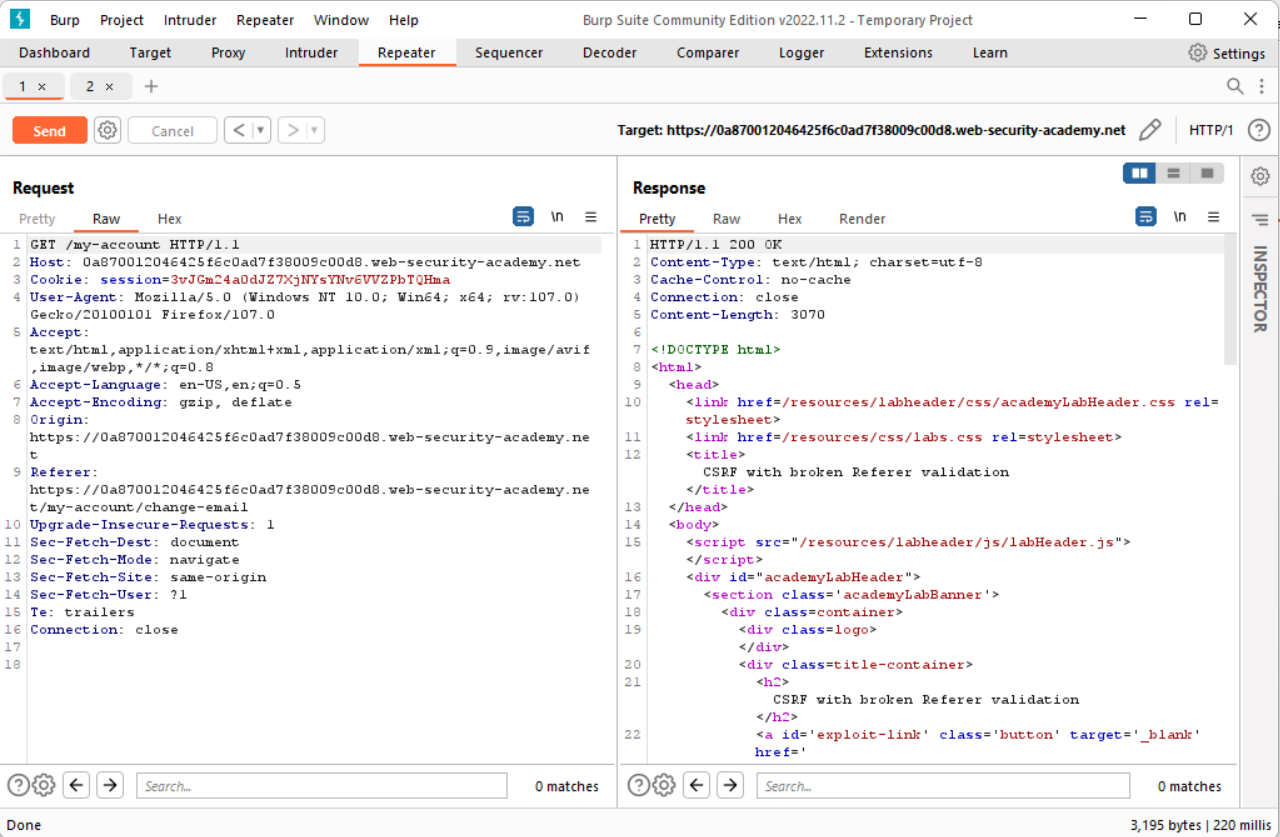 Burp Project Intruder Repeater Window Help Burp Suite Community Edition v2022.11.2 - Temporary Project
Dashboard Target Proxy Intruder Repeater Sequencer Decoder Comparer Logger Extensions Learn Settings
1 × 2 × +
Send Cancel < > Target: https://0a870012046425f6c0ad7f38009c00d8.web-security-academy.net HTTP/1 ?
Request
Pretty Raw Hex \n
1 GET /my-account HTTP/1.1
2 Host: 0a870012046425f6c0ad7f38009c00d8.web-security-academy.net
3 Cookie: session=3vJGm24a0dJZ7XjNYsYNv6VVZPbTQHma
4 User-Agent: Mozilla/5.0 (Windows NT 10.0; Win64; x64; rv:107.0)
Gecko/20100101 Firefox/107.0
5 Accept:
text/html,application/xhtml+xml,application/xml;q=0.9,image/avif
,image/webp,*/*;q=0.8
6 Accept-Language: en-US,en;q=0.5
7 Accept-Encoding: gzip, deflate
8 Origin:
https://0a870012046425f6c0ad7f38009c00d8.web-security-academy.ne
t
9 Referer:
https://0a870012046425f6c0ad7f38009c00d8.web-security-academy.ne
t/my-account/change-email
10 Upgrade-Insecure-Requests: 1
11 Sec-Fetch-Dest: document
12 Sec-Fetch-Mode: navigate
13 Sec-Fetch-Site: same-origin
14 Sec-Fetch-User: ?1
15 Te: trailers
16 Connection: close
17
18
Search... 0 matches
Response
Pretty Raw Hex Render \n
1 HTTP/1.1 200 OK
2 Content-Type: text/html; charset=utf-8
3 Cache-Control: no-cache
4 Connection: close
5 Content-Length: 3070
6
7 <!DOCTYPE html>
8 <html>
9 <head>
10 <link href=/resources/labheader/css/academyLabHeader.css rel=
stylesheet>
11 <link href=/resources/css/labs.css rel=stylesheet>
12 <title>
CSRF with broken Referer validation
</title>
13 </head>
14 <body>
15 <script src="/resources/labheader/js/labHeader.js">
</script>
16 <div id="academyLabHeader">
17 <section class='academyLabBanner'>
18 <div class=container>
19 <div class=logo>
</div>
20 <div class=title-container>
21 <h2>
CSRF with broken Referer validation
</h2>
22 <a id='exploit-link' class='button' target='_blank'
href='
Search... 0 matches
INSPECTOR
Done 3,195 bytes | 220 millis